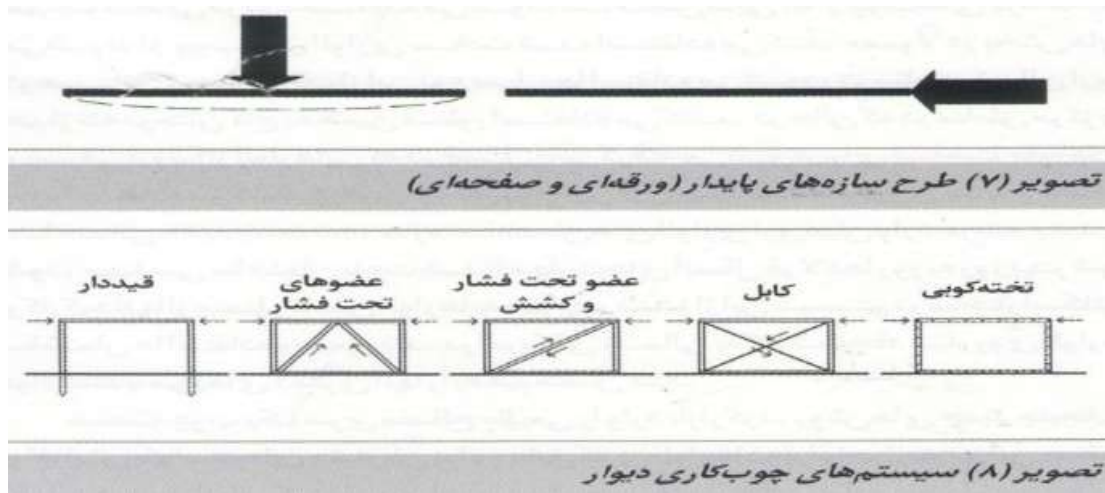 تصویر (۷) طرح سازه‌های پایدار (ورقه‌ای و صفحه‌ای)
تخته‌کوبی
کابل
عضو تحت فشار
و کشش
عضوهای
تحت فشار
قیددار
تصویر (۸) سیستم‌های چوب‌کاری دیوار